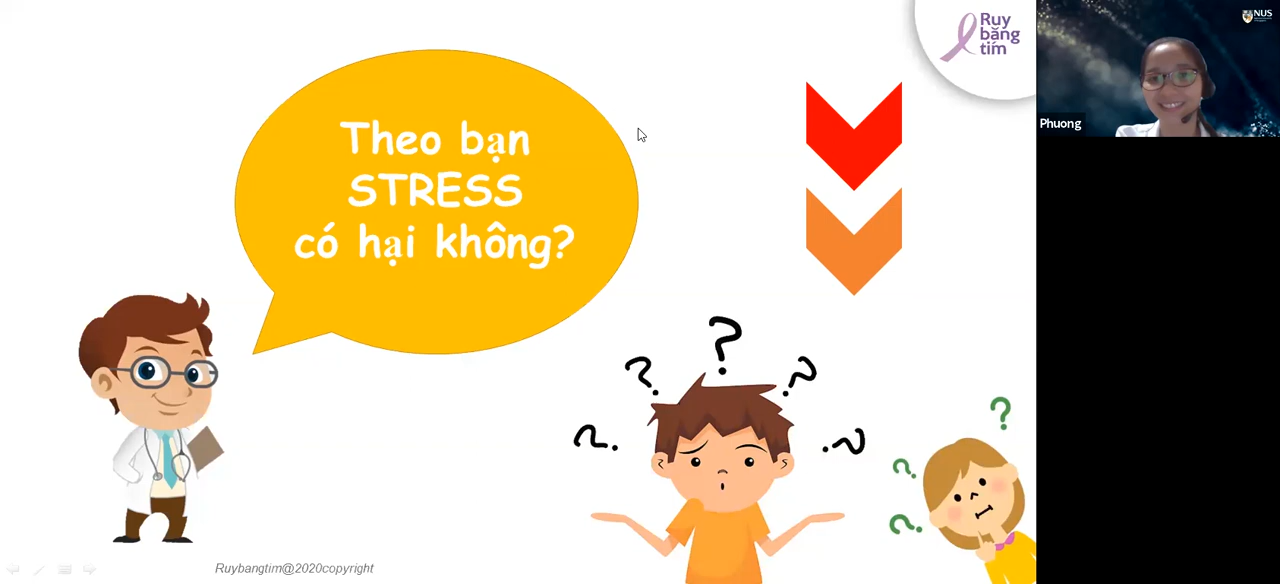 Theo bạn
STRESS
có hại không?
Ruy
băng
tím
NUS
Phuong
Ruybangtim@2020copyright